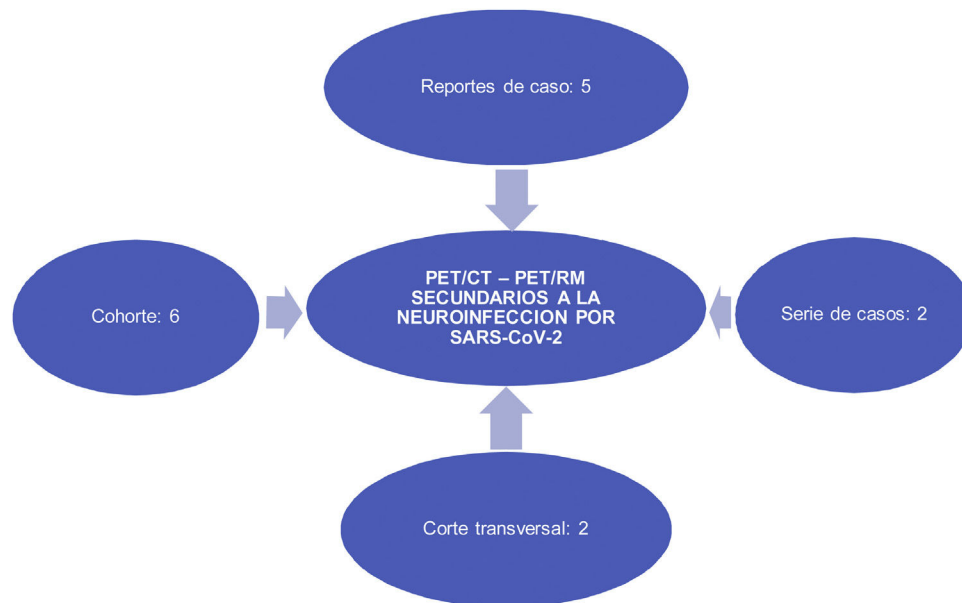 Reportes de caso: 5
Cohorte: 6
PET/CT – PET/RM
SECUNDARIOS A LA
NEUROINFECCION POR
SARS-CoV-2
Serie de casos: 2
Corte transversal: 2